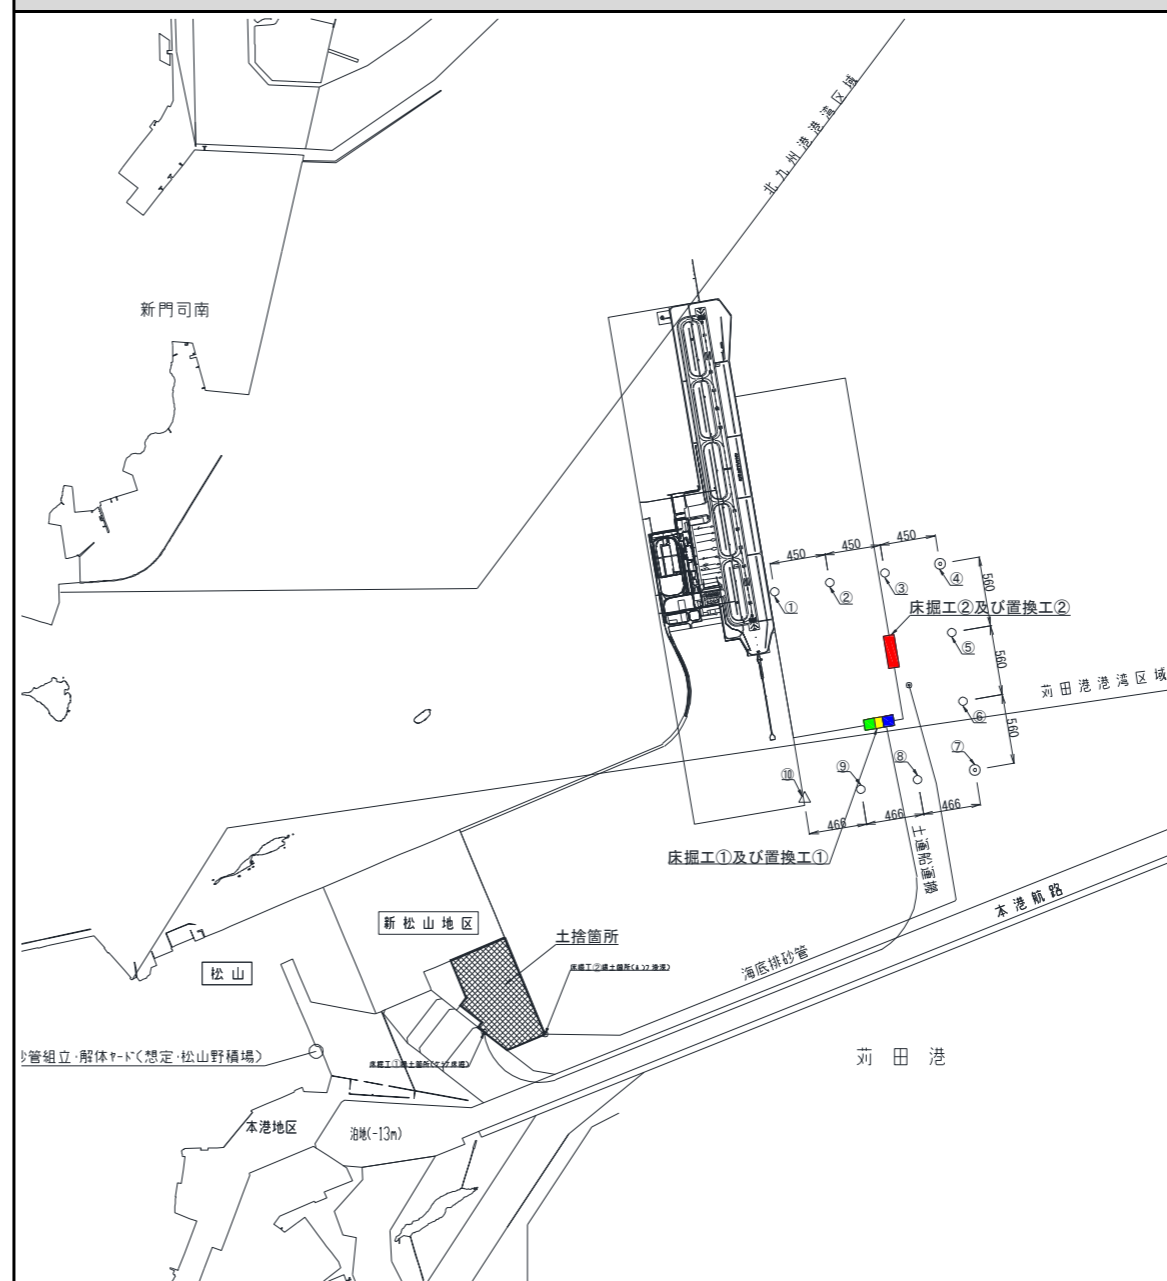 北九州港港湾区域
新門司南
450
450
450
①
②
③
④
560
床掘工②及び置換工②
⑤
560
苅田港港湾区域
⑥
560
⑦
⑧
⑨
⑩
466
466
466
床掘工①及び置換工①
土運船運搬
本港航路
新松山地区
土捨箇所
海底排砂管
松山
苅田港
砂管組立・解体ヤード(想定・松山野積場)
本港地区
泊地(-13m)